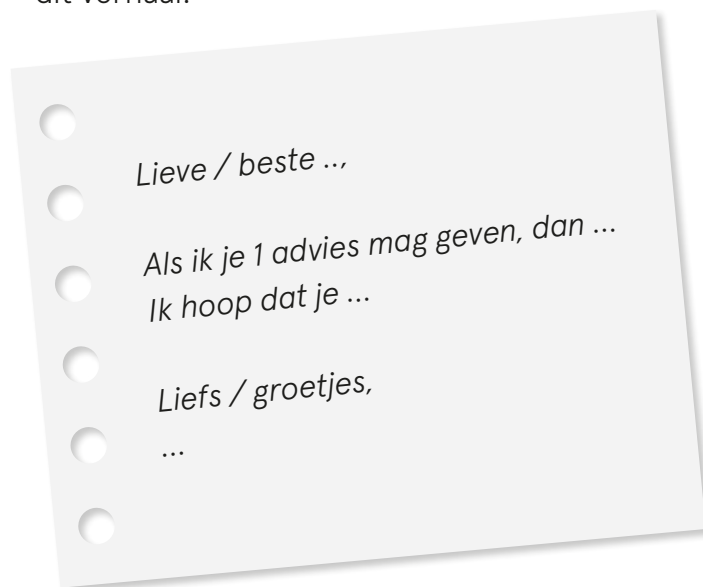 Lieve / beste ..,
Als ik je 1 advies mag geven, dan ...
Ik hoop dat je ...
Liefs / groetjes,
...